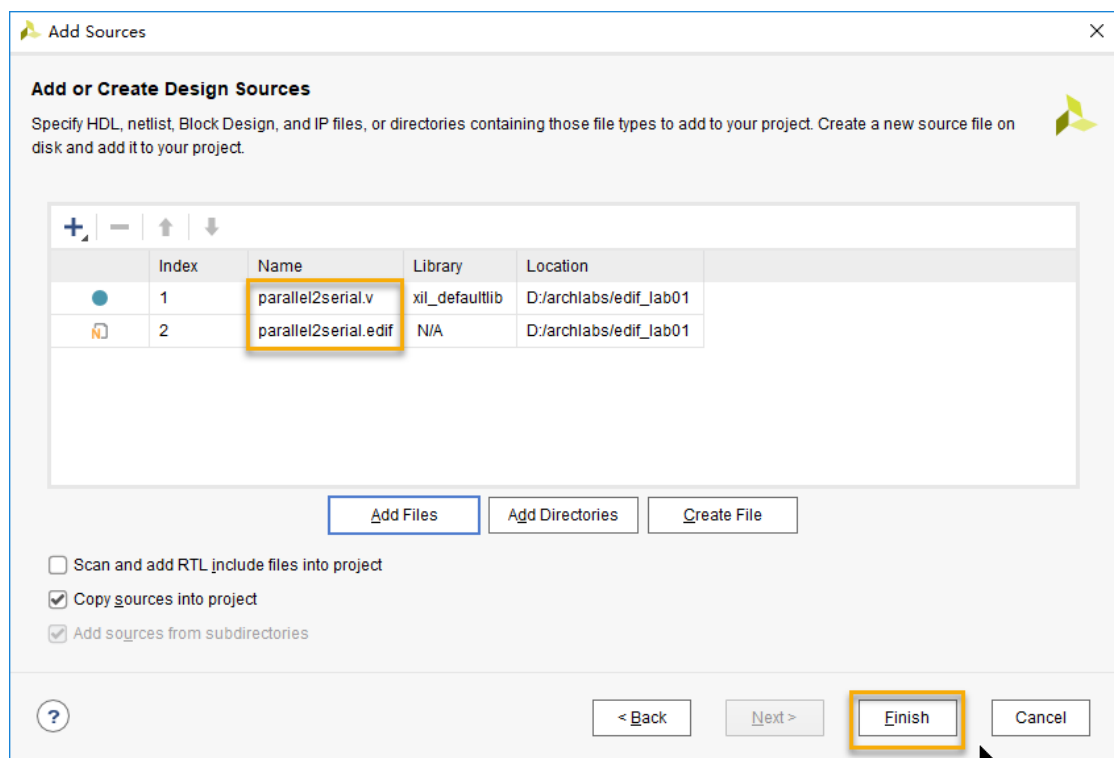 Add Sources
Add or Create Design Sources
Specify HDL, netlist, Block Design, and IP files, or directories containing those file types to add to your project. Create a new source file on
disk and add it to your project.
Index Name Library Location
1 parallel2serial.v xil_defaultlib D:/archlabs/edif_lab01
N 2 parallel2serial.edif N/A D:/archlabs/edif_lab01
Add Files Add Directories Create File
Scan and add RTL include files into project
Copy sources into project
Add sources from subdirectories
? < Back Next > Finish Cancel